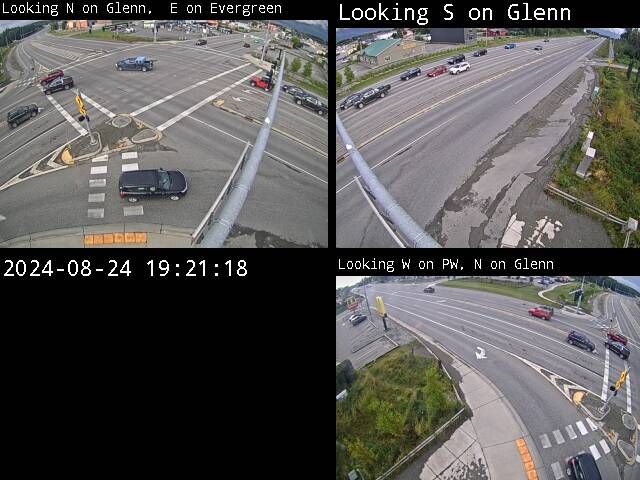 Looking N on Glenn,  E on Evergreen
Looking S on Glenn
2024-08-24 19:21:18
Looking W on PW, N on Glenn